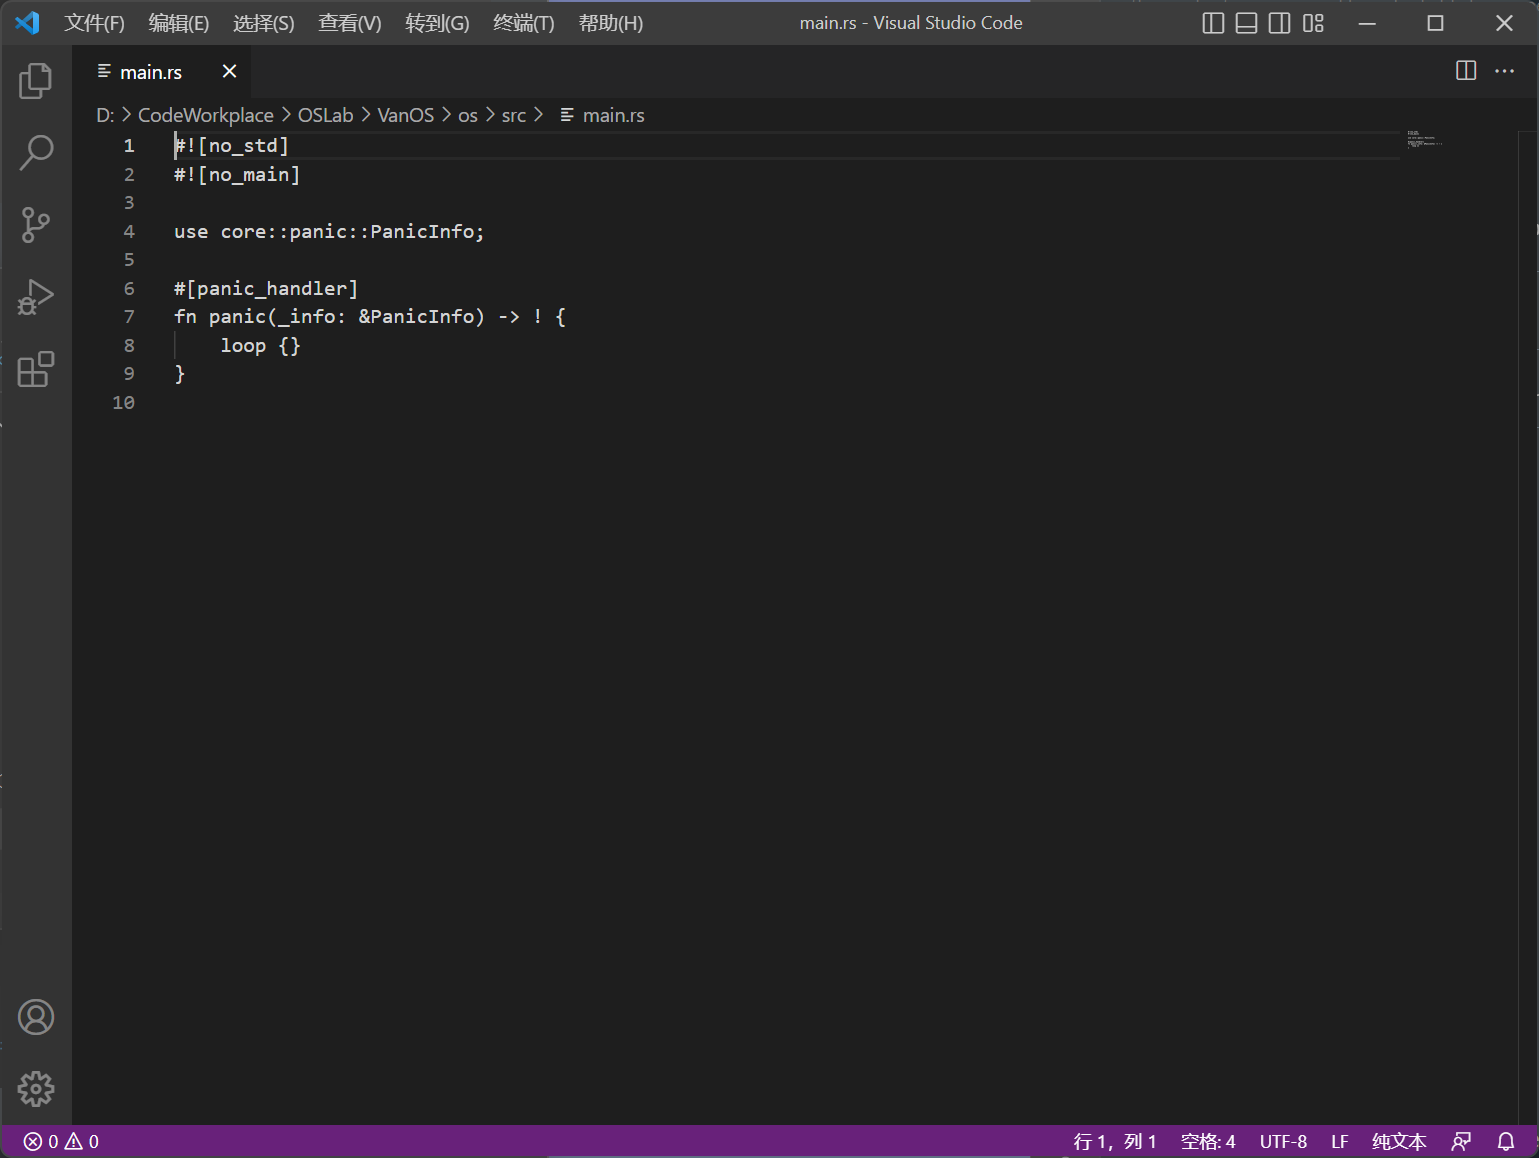 文件(F) 编辑(E) 选择(S) 查看(V) 转到(G) 终端(T) 帮助(H) main.rs - Visual Studio Code
main.rs
D: > CodeWorkplace > OSLab > VanOS > os > src > main.rs
1 #![no_std]
2 #![no_main]
3
4 use core::panic::PanicInfo;
5
6 #[panic_handler]
7 fn panic(_info: &PanicInfo) -> ! {
8     loop {}
9 }
10
0 0 行 1，列 1 空格: 4 UTF-8 LF 纯文本